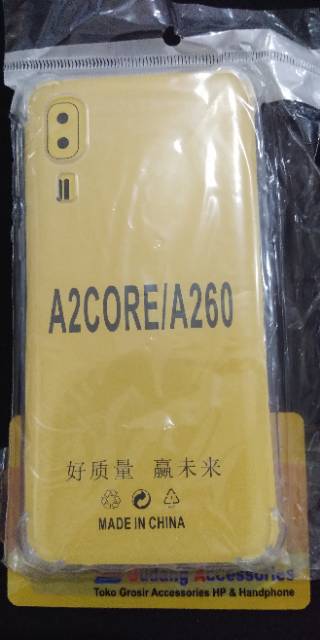 A2CORE/A260
好质量 赢未来
MADE IN CHINA
Gudang Accessories
Toko Grosir Accessories HP & Handphone